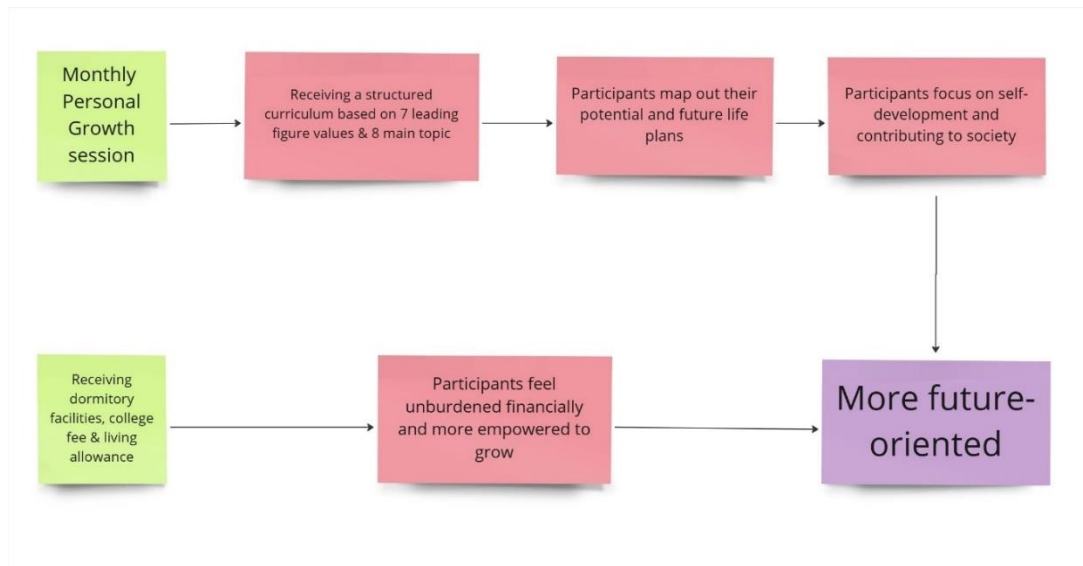 Monthly
Personal
Growth
session
Receiving a structured
curriculum based on 7 leading
figure values & 8 main topic
Participants map out their
potential and future life
plans
Participants focus on self-
development and
contributing to society
Receiving
dormitory
facilities, college
fee & living
allowance
Participants feel
unburdened financially
and more empowered to
grow
More future-
oriented